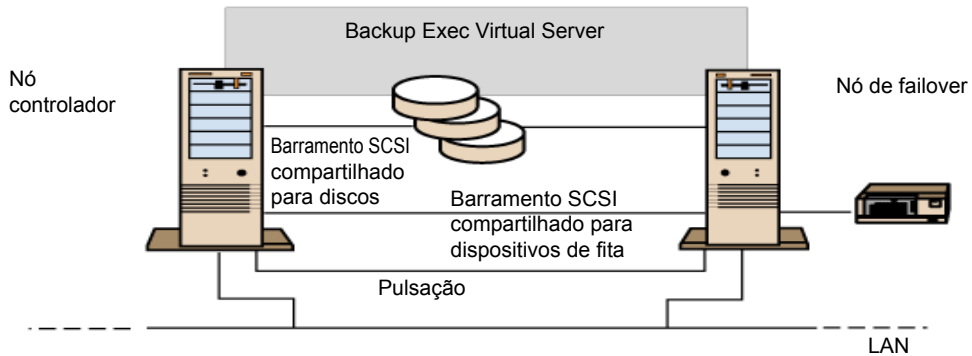 Backup Exec Virtual Server
Nó
controlador
Nó de failover
Barramento SCSI
compartilhado
para discos
Barramento SCSI
compartilhado para
dispositivos de fita
Pulsação
LAN